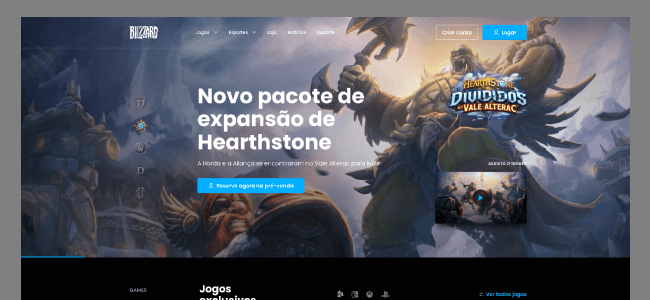 BLIZZARD
Jogos
Esportes
Loja
Notícias
Suporte
Criar conta
Logar
HEARTHSTONE
DIVIDIDOS
NO VALE ALTERAC
Novo pacote de
expansão de
Hearthstone
A Horda e a Aliança se encontraram no Vale Alterac para lutar
ASSISTA O TRAILER
W
D
Reserve agora na pré-venda
GAMES
Jogos
exclusivos
Ver todos jogos